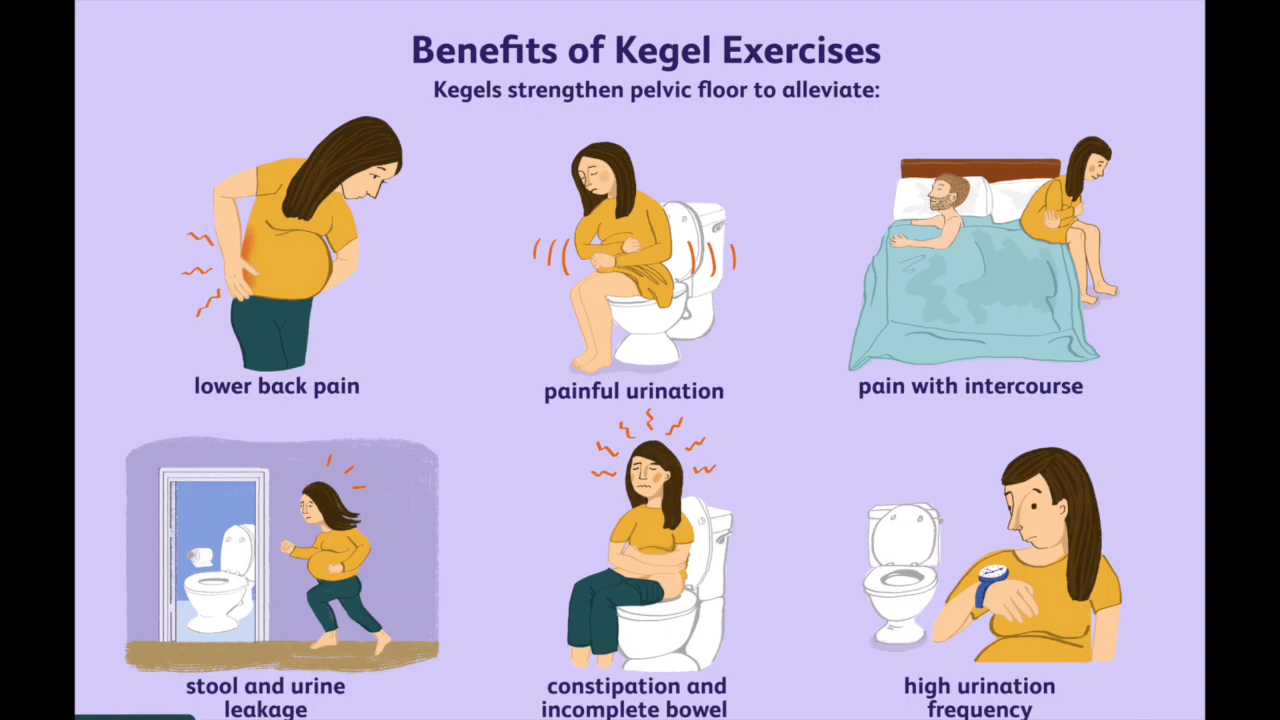 Benefits of Kegel Exercises
Kegels strengthen pelvic floor to alleviate:
lower back pain
painful urination
pain with intercourse
stool and urine
leakage
constipation and
incomplete bowel
high urination
frequency